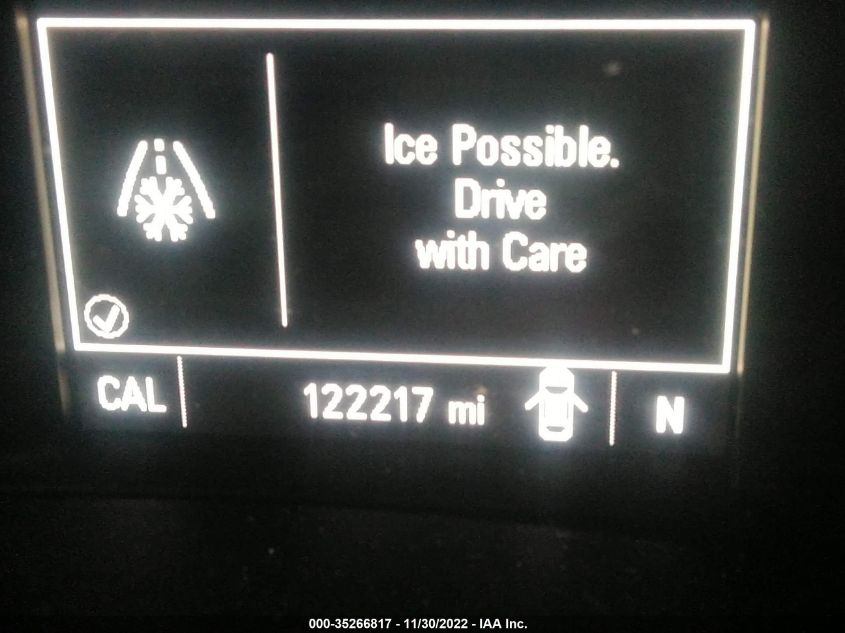 Ice Possible.
Drive
with Care
CAL
122217 mi
N
000-35266817 - 11/30/2022 - IAA Inc.